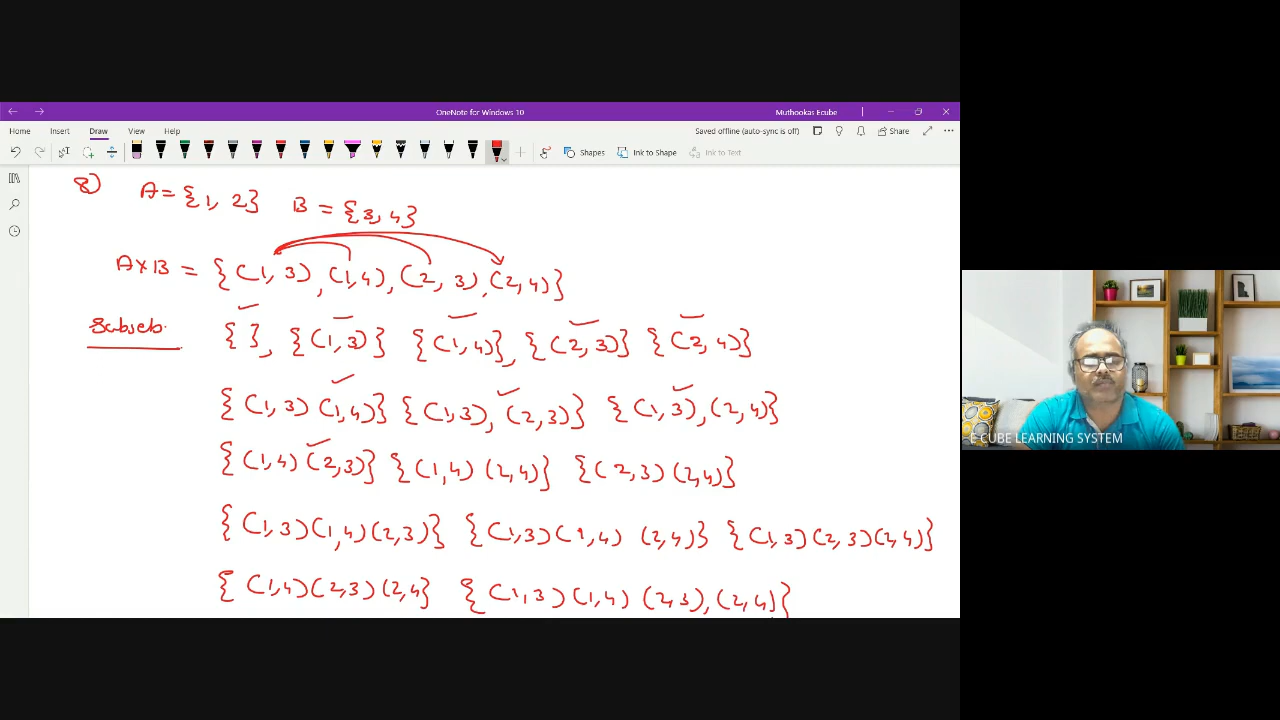 OneNote for Windows 10
Muthookas Ecube
Home Insert Draw View Help
Saved offline (auto-sync is off)
Share
Shapes
Ink to Shape
Ink to Text
8) A = {1, 2} B = {3, 4}
A×B = {(1, 3), (1,4), (2, 3), (2,4)}
{ }, {(1,3)} {(1,4)}, {(2,3)} {(2,4)}
{(1,3) (1,4)} {(1,3), (2,3)} {(1,3), (2,4)}
{(1,4) (2,3)} {(1,4) (2,4)} {(2,3) (2,4)}
{(1,3)(1,4)(2,3)} {(1,3)(1,4) (2,4)} {(1,3)(2,3)(2,4)}
{(1,4)(2,3)(2,4} {(1,3)(1,4) (2,3), (2,4)}
E CUBE LEARNING SYSTEM